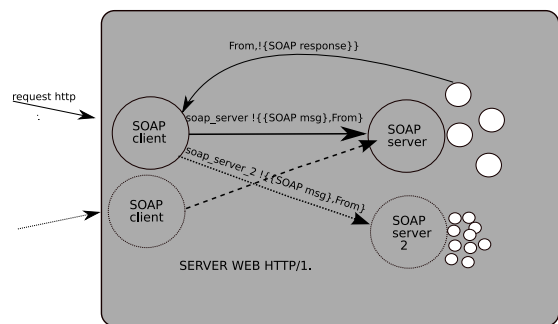 From,!{SOAP response}}
request http
:
soap_server !{{SOAP msg},From}
SOAP
client
SOAP
server
soap_server_2 !{{SOAP msg},From}
SOAP
client
SOAP
server
2
SERVER WEB HTTP/1.